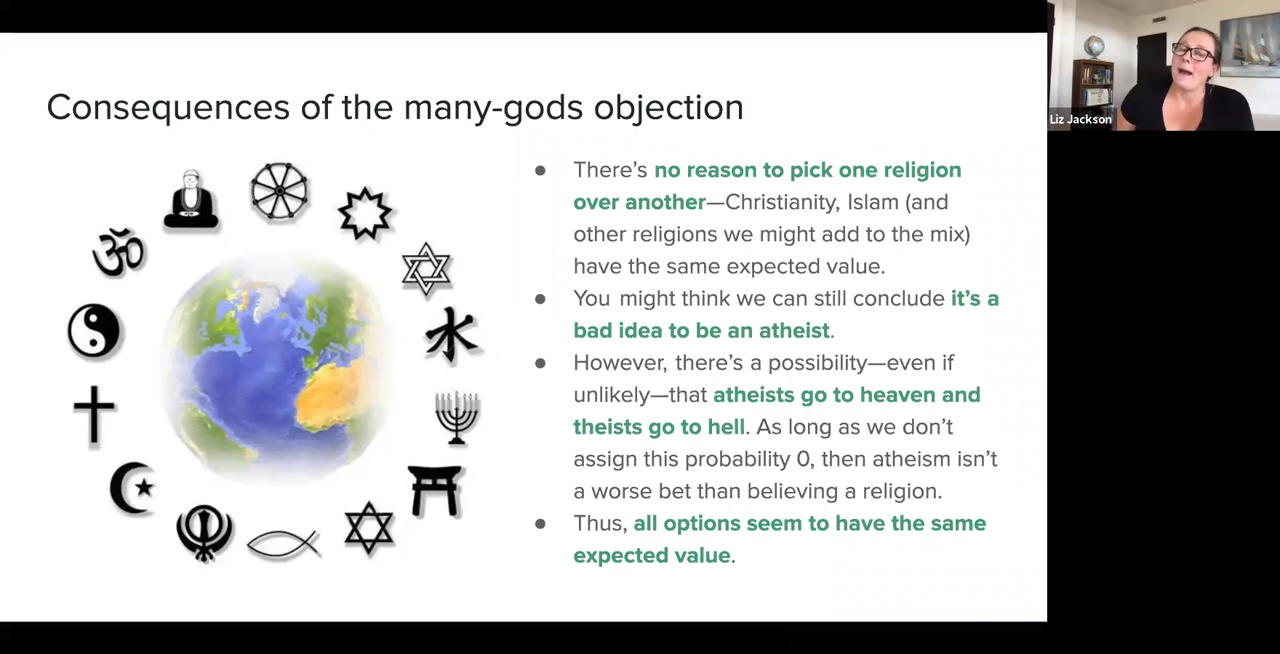 Consequences of the many-gods objection
● There’s no reason to pick one religion
over another—Christianity, Islam (and
other religions we might add to the mix)
have the same expected value.
● You might think we can still conclude it’s a
bad idea to be an atheist.
● However, there’s a possibility—even if
unlikely—that atheists go to heaven and
theists go to hell. As long as we don’t
assign this probability 0, then atheism isn’t
a worse bet than believing a religion.
● Thus, all options seem to have the same
expected value.
ॐ
Liz Jackson